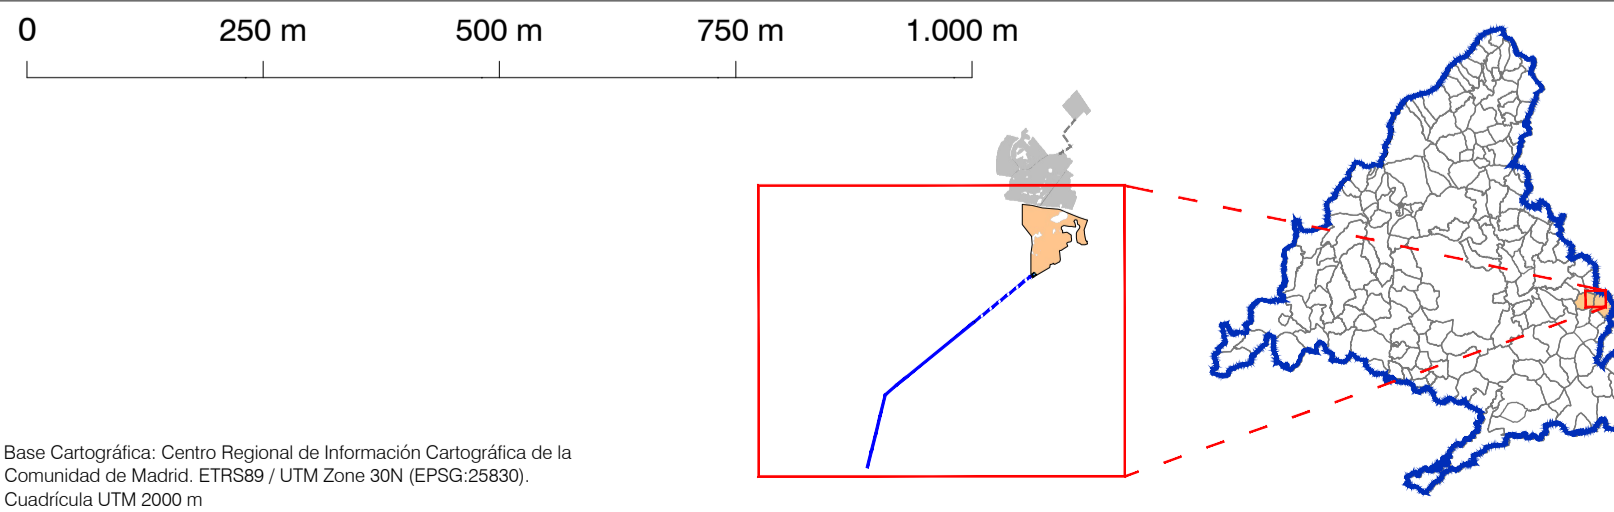 0 250 m 500 m 750 m 1.000 m
Base Cartográfica: Centro Regional de Información Cartográfica de la
Comunidad de Madrid. ETRS89 / UTM Zone 30N (EPSG:25830).
Cuadrícula UTM 2000 m